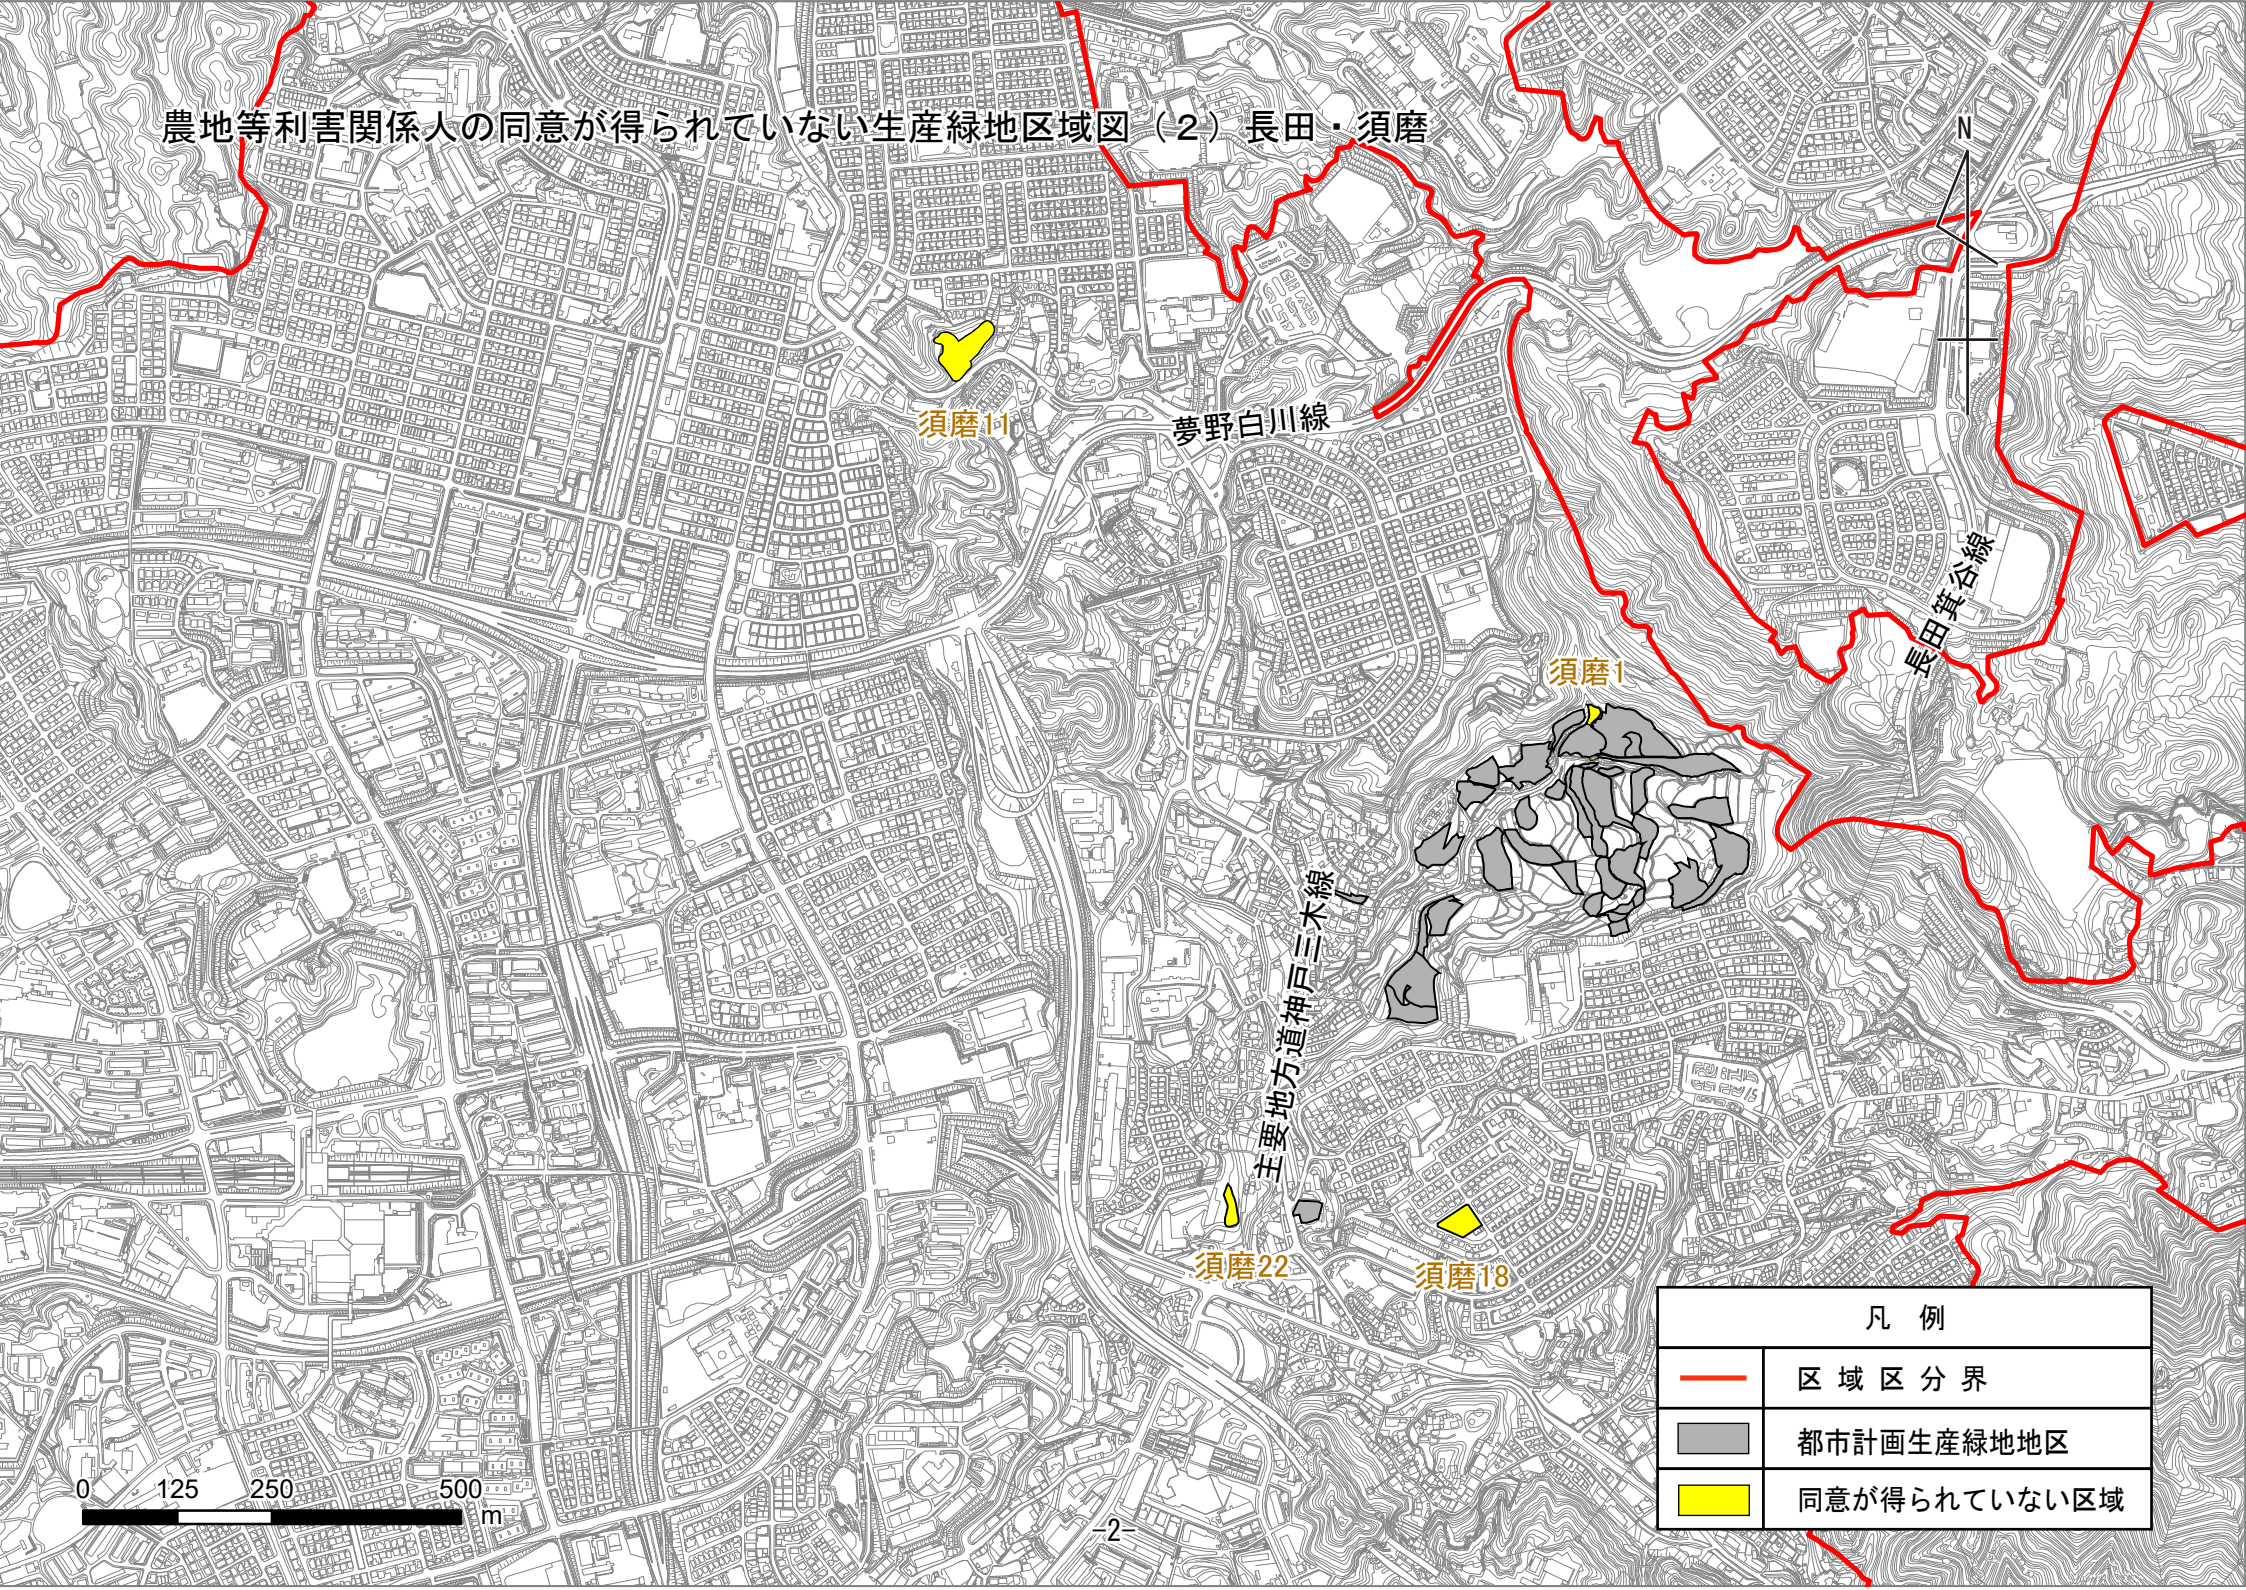 農地等利害関係人の同意が得られていない生産緑地区域図（２）長田・須磨
N
須磨11
夢野白川線
長田箕谷線
須磨1
主要地方道神戸三木線
須磨22
須磨18
凡 例
区 域 区 分 界
都市計画生産緑地地区
同意が得られていない区域
0 125 250 500
m
-2-